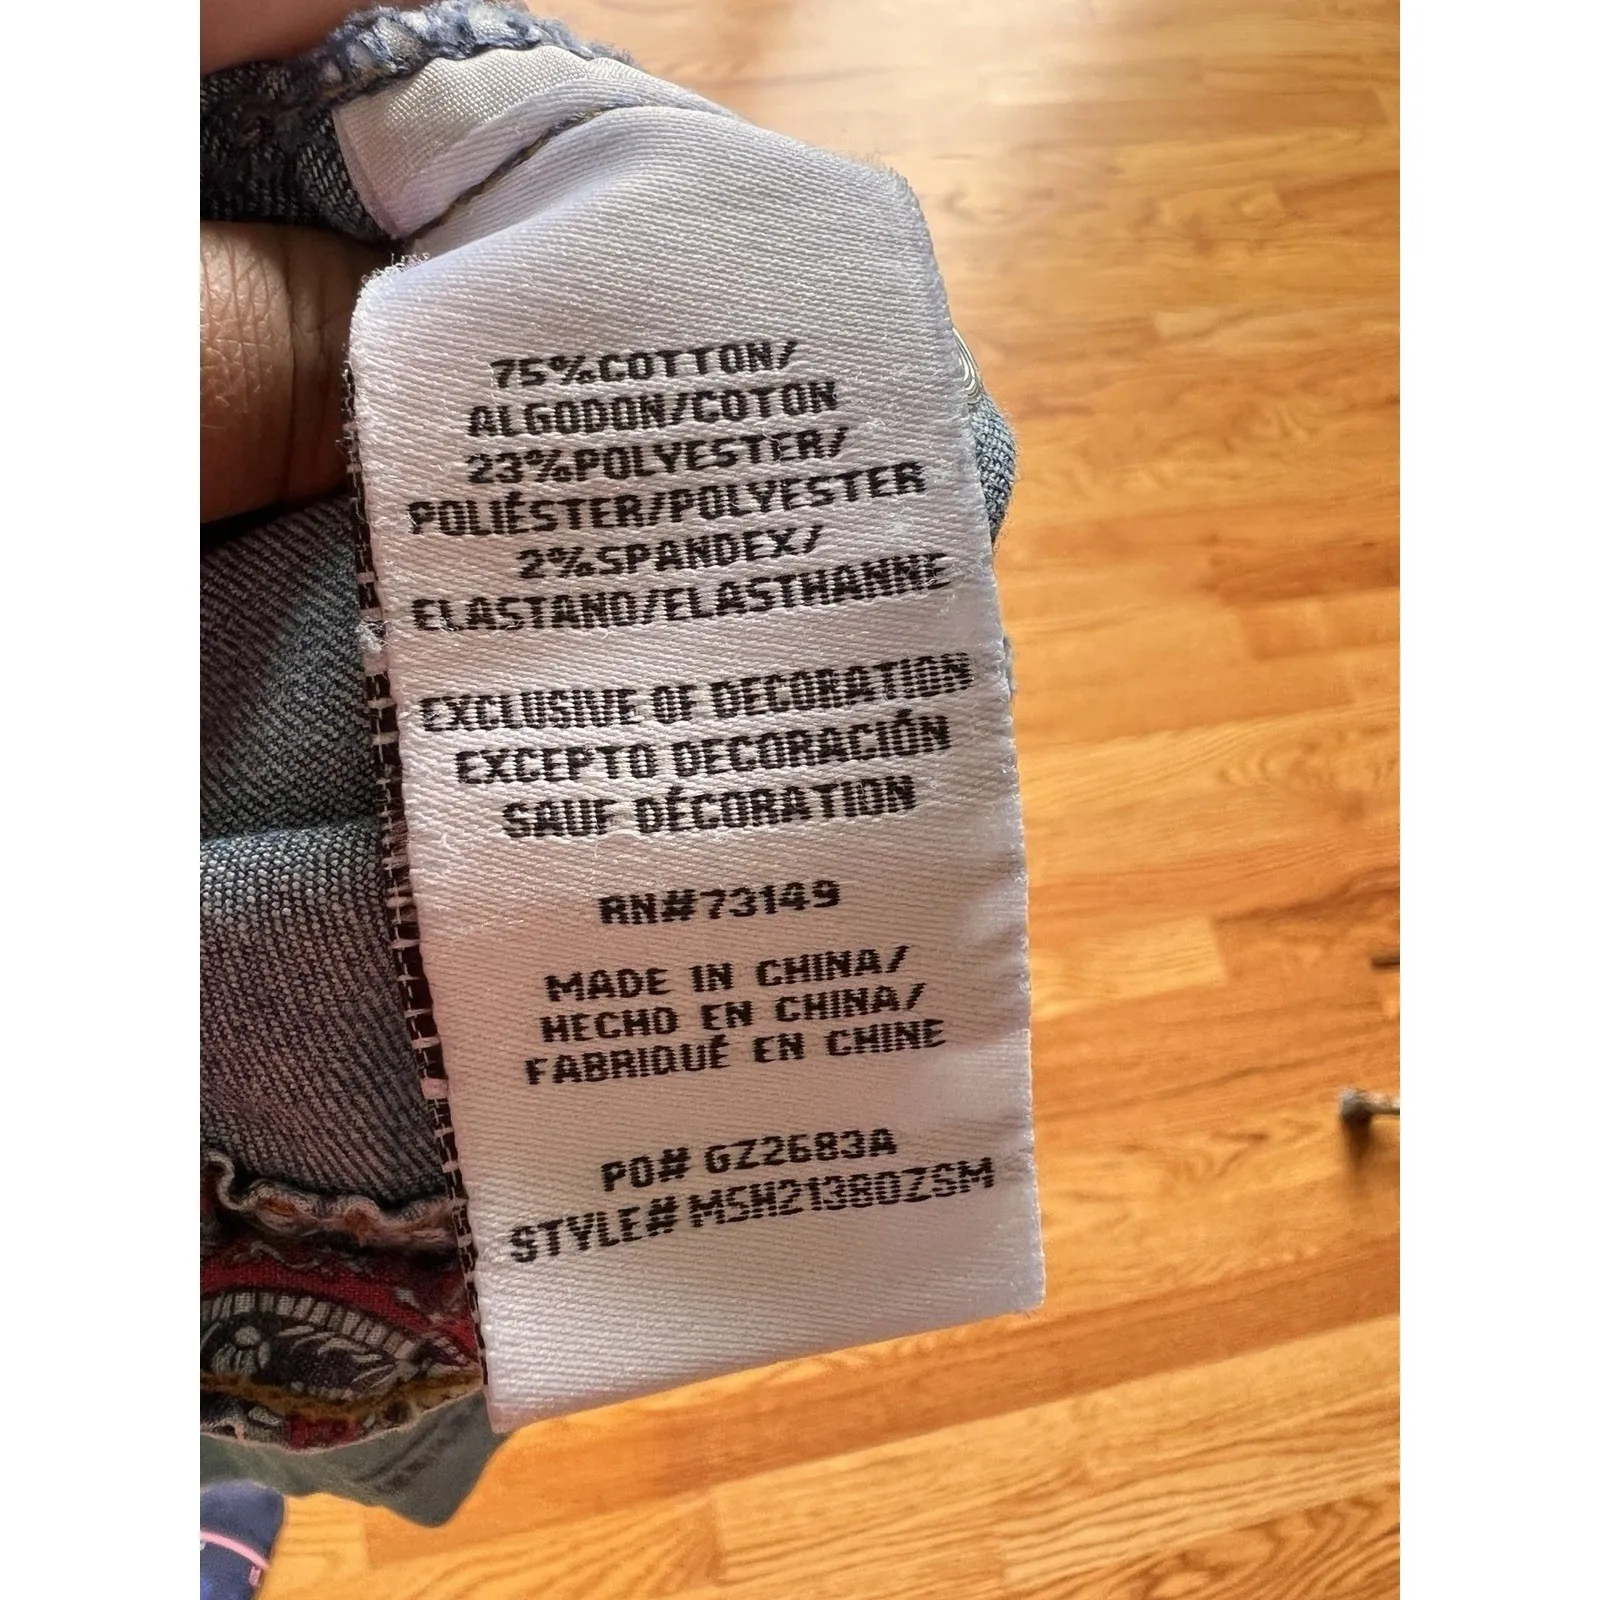 75%COTTON/
ALGODON/COTON
23%POLYESTER/
POLIÉSTER/POLYESTER
2%SPANDEX/
ELASTANO/ELASTHANNE
EXCLUSIVE OF DECORATION
EXCEPTO DECORACIÓN
SAUF DÉCORATION
RN#73149
MADE IN CHINA/
HECHO EN CHINA/
FABRIQUÉ EN CHINE
PO# GZ2683A
STYLE# MSH21380ZSM